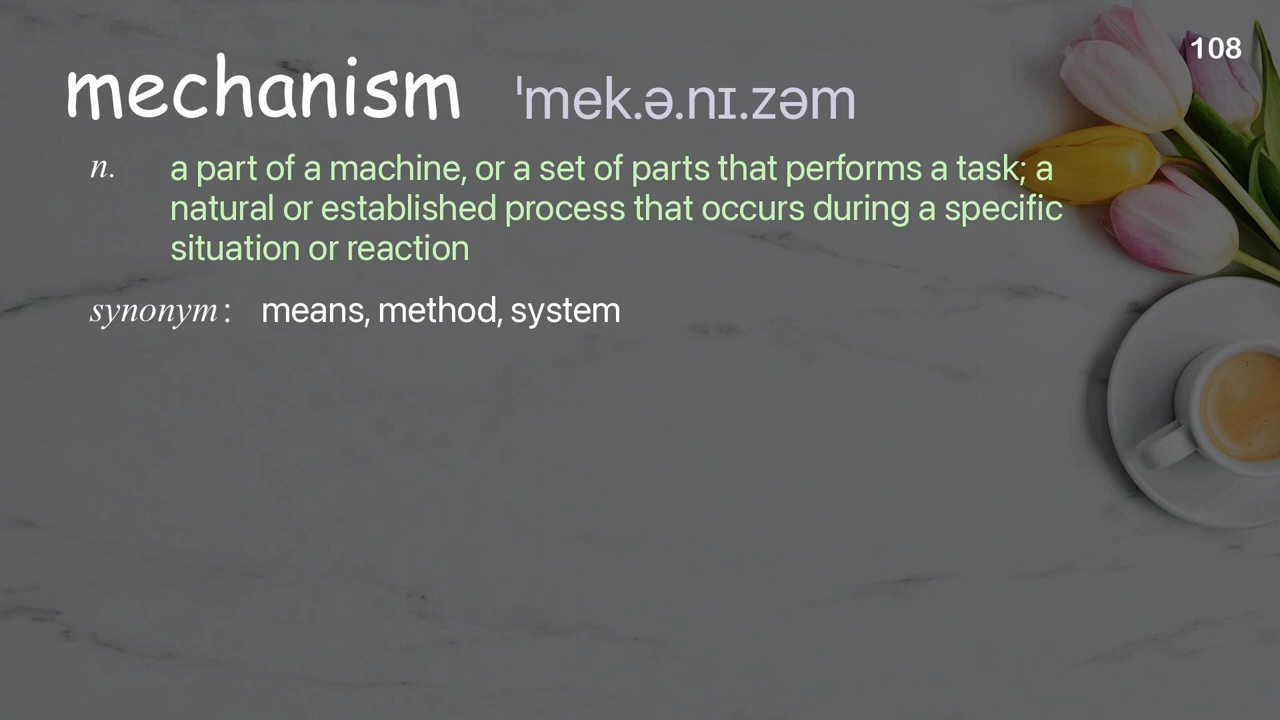 108
mechanism ˈmek.ə.nɪ.zəm
n. a part of a machine, or a set of parts that performs a task; a
natural or established process that occurs during a specific
situation or reaction
synonym: means, method, system